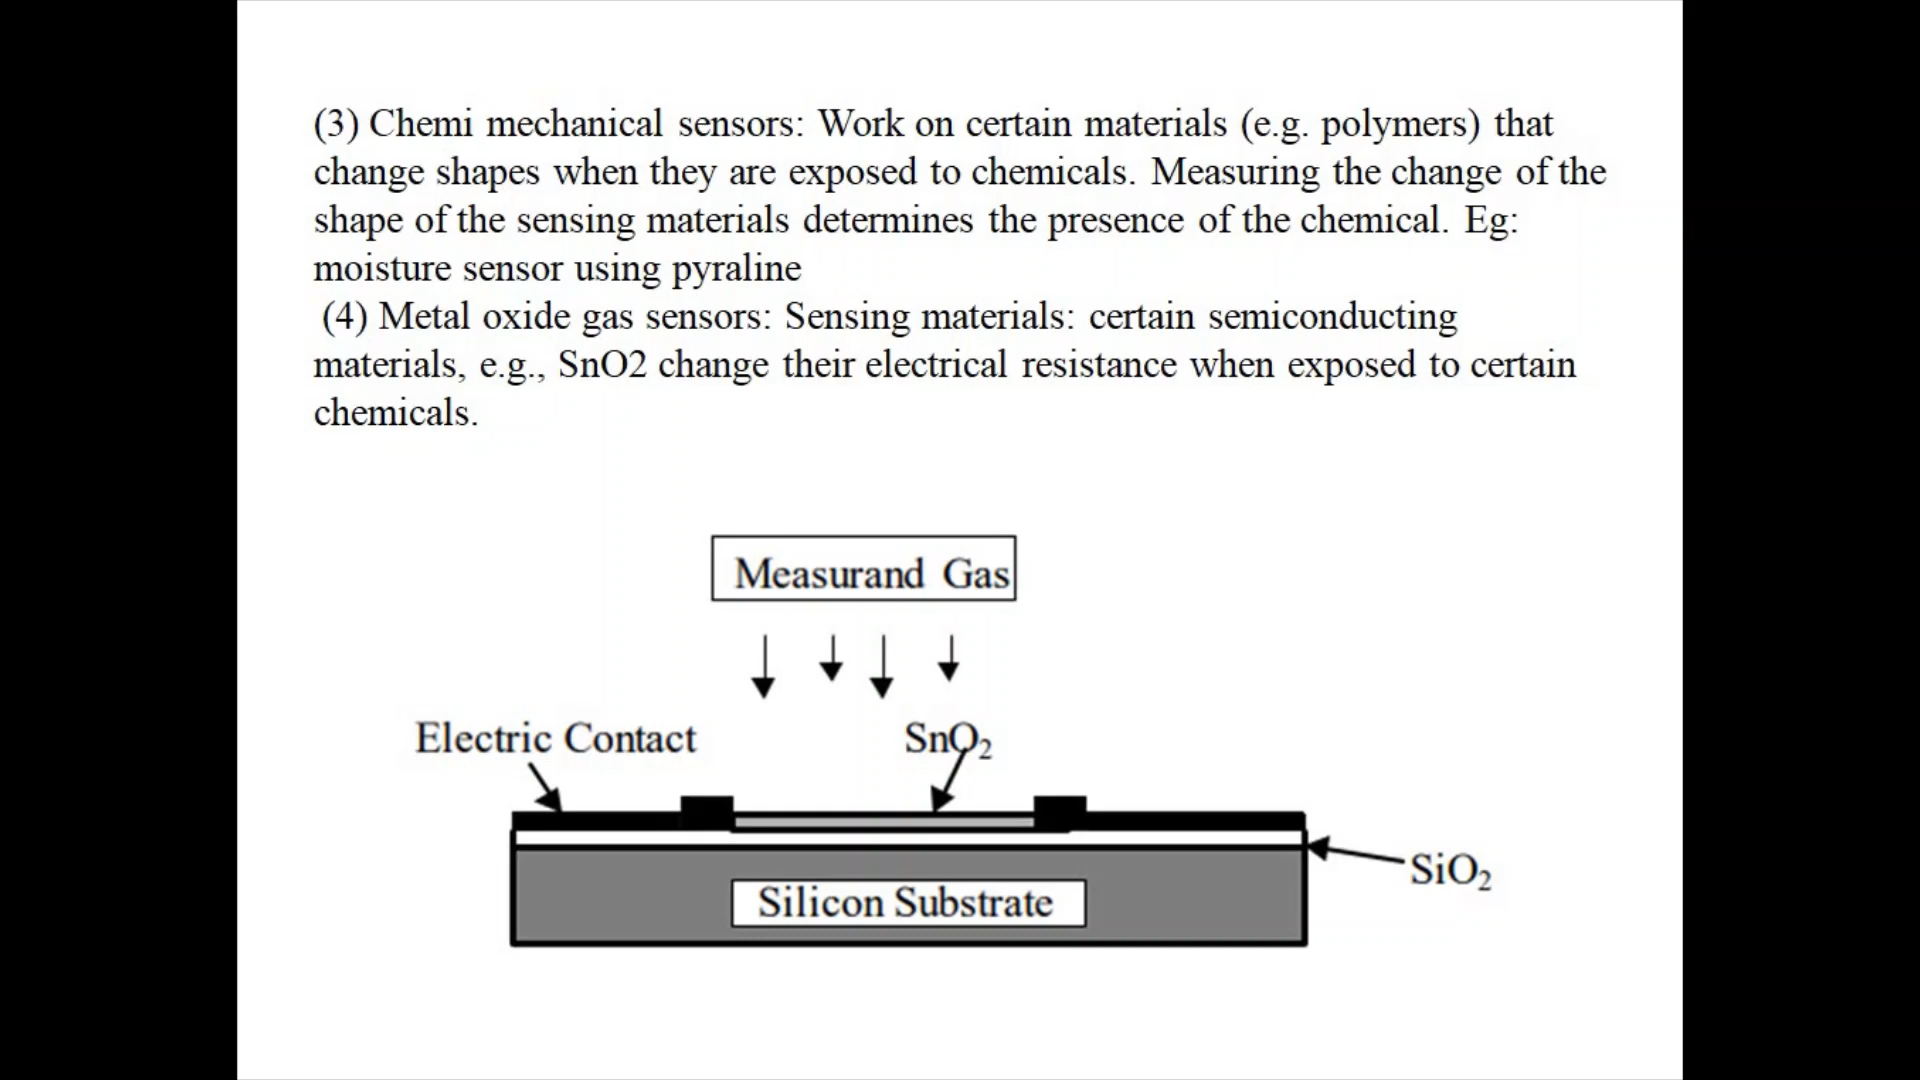 (3) Chemi mechanical sensors: Work on certain materials (e.g. polymers) that
change shapes when they are exposed to chemicals. Measuring the change of the
shape of the sensing materials determines the presence of the chemical. Eg:
moisture sensor using pyraline
(4) Metal oxide gas sensors: Sensing materials: certain semiconducting
materials, e.g., SnO2 change their electrical resistance when exposed to certain
chemicals.
Measurand Gas
Electric Contact
SnO₂
SiO₂
Silicon Substrate